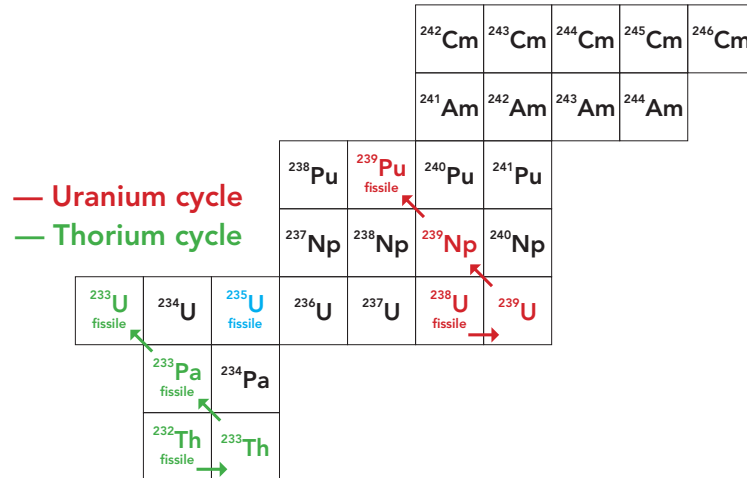 ²⁴²Cm ²⁴³Cm ²⁴⁴Cm ²⁴⁵Cm ²⁴⁶Cm
²⁴¹Am ²⁴²Am ²⁴³Am ²⁴⁴Am
²³⁸Pu ²³⁹Pu ²⁴⁰Pu ²⁴¹Pu
fissile
— Uranium cycle
— Thorium cycle
²³⁷Np ²³⁸Np ²³⁹Np ²⁴⁰Np
²³³U ²³⁴U ²³⁵U ²³⁶U ²³⁷U ²³⁸U ²³⁹U
fissile fissile fissile
²³³Pa ²³⁴Pa
fissile
²³²Th ²³³Th
fissile